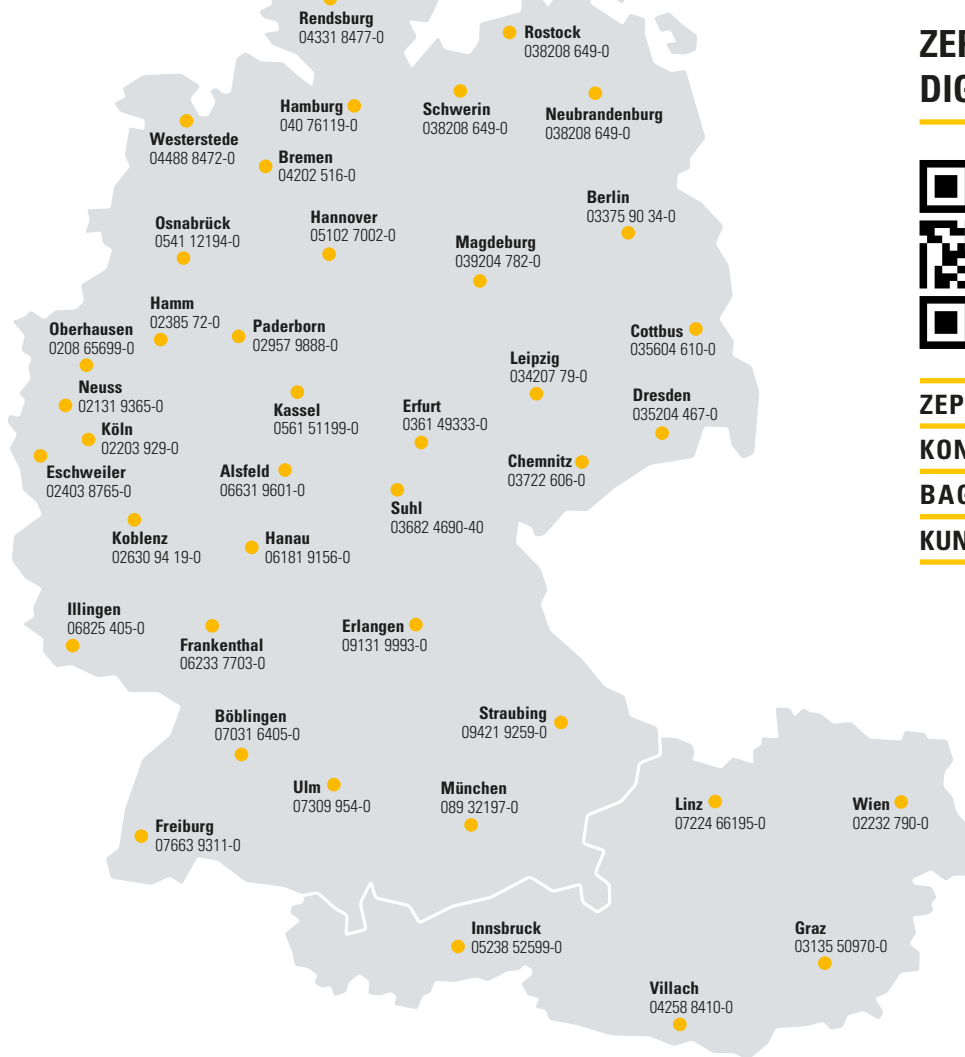 Rendsburg
04331 8477-0
Rostock
038208 649-0
Hamburg
040 76119-0
Schwerin
038208 649-0
Neubrandenburg
038208 649-0
Westerstede
04488 8472-0
Bremen
04202 516-0
Berlin
03375 90 34-0
Osnabrück
0541 12194-0
Hannover
05102 7002-0
Magdeburg
039204 782-0
Hamm
02385 72-0
Oberhausen
0208 65699-0
Paderborn
02957 9888-0
Cottbus
035604 610-0
Leipzig
034207 79-0
Neuss
02131 9365-0
Kassel
0561 51199-0
Erfurt
0361 49333-0
Dresden
035204 467-0
Köln
02203 929-0
Eschweiler
02403 8765-0
Alsfeld
06631 9601-0
Chemnitz
03722 606-0
Suhl
03682 4690-40
Koblenz
02630 94 19-0
Hanau
06181 9156-0
Illingen
06825 405-0
Frankenthal
06233 7703-0
Erlangen
09131 9993-0
Böblingen
07031 6405-0
Straubing
09421 9259-0
Ulm
07309 954-0
München
089 32197-0
Linz
07224 66195-0
Wien
02232 790-0
Freiburg
07663 9311-0
Innsbruck
05238 52599-0
Graz
03135 50970-0
Villach
04258 8410-0
ZEP
KON
BAG
KUN